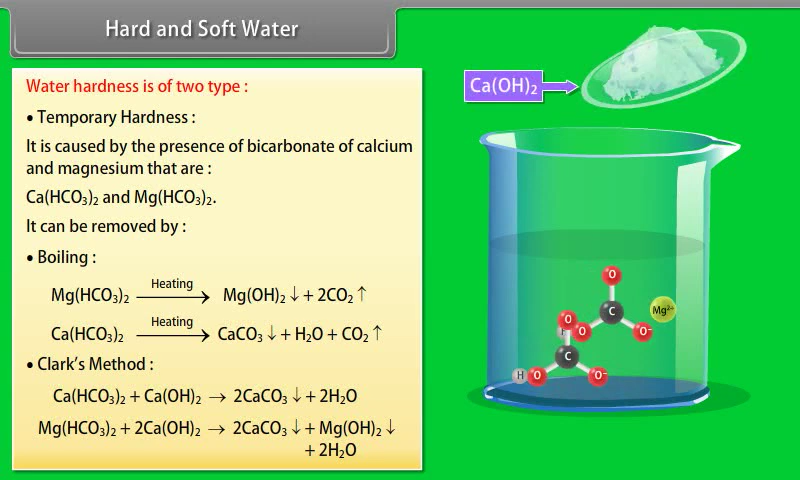 Hard and Soft Water
Water hardness is of two type :
• Temporary Hardness :
It is caused by the presence of bicarbonate of calcium
and magnesium that are :
Ca(HCO₃)₂ and Mg(HCO₃)₂.
It can be removed by :
• Boiling :
Heating
Mg(HCO₃)₂ → Mg(OH)₂ ↓ + 2CO₂ ↑
Heating
Ca(HCO₃)₂ → CaCO₃ ↓ + H₂O + CO₂ ↑
• Clark's Method :
Ca(HCO₃)₂ + Ca(OH)₂ → 2CaCO₃ ↓ + 2H₂O
Mg(HCO₃)₂ + 2Ca(OH)₂ → 2CaCO₃ ↓ + Mg(OH)₂ ↓
+ 2H₂O
Ca(OH)₂
O
C
O
O⁻
Mg²⁺
H
O
C
H
O
O⁻